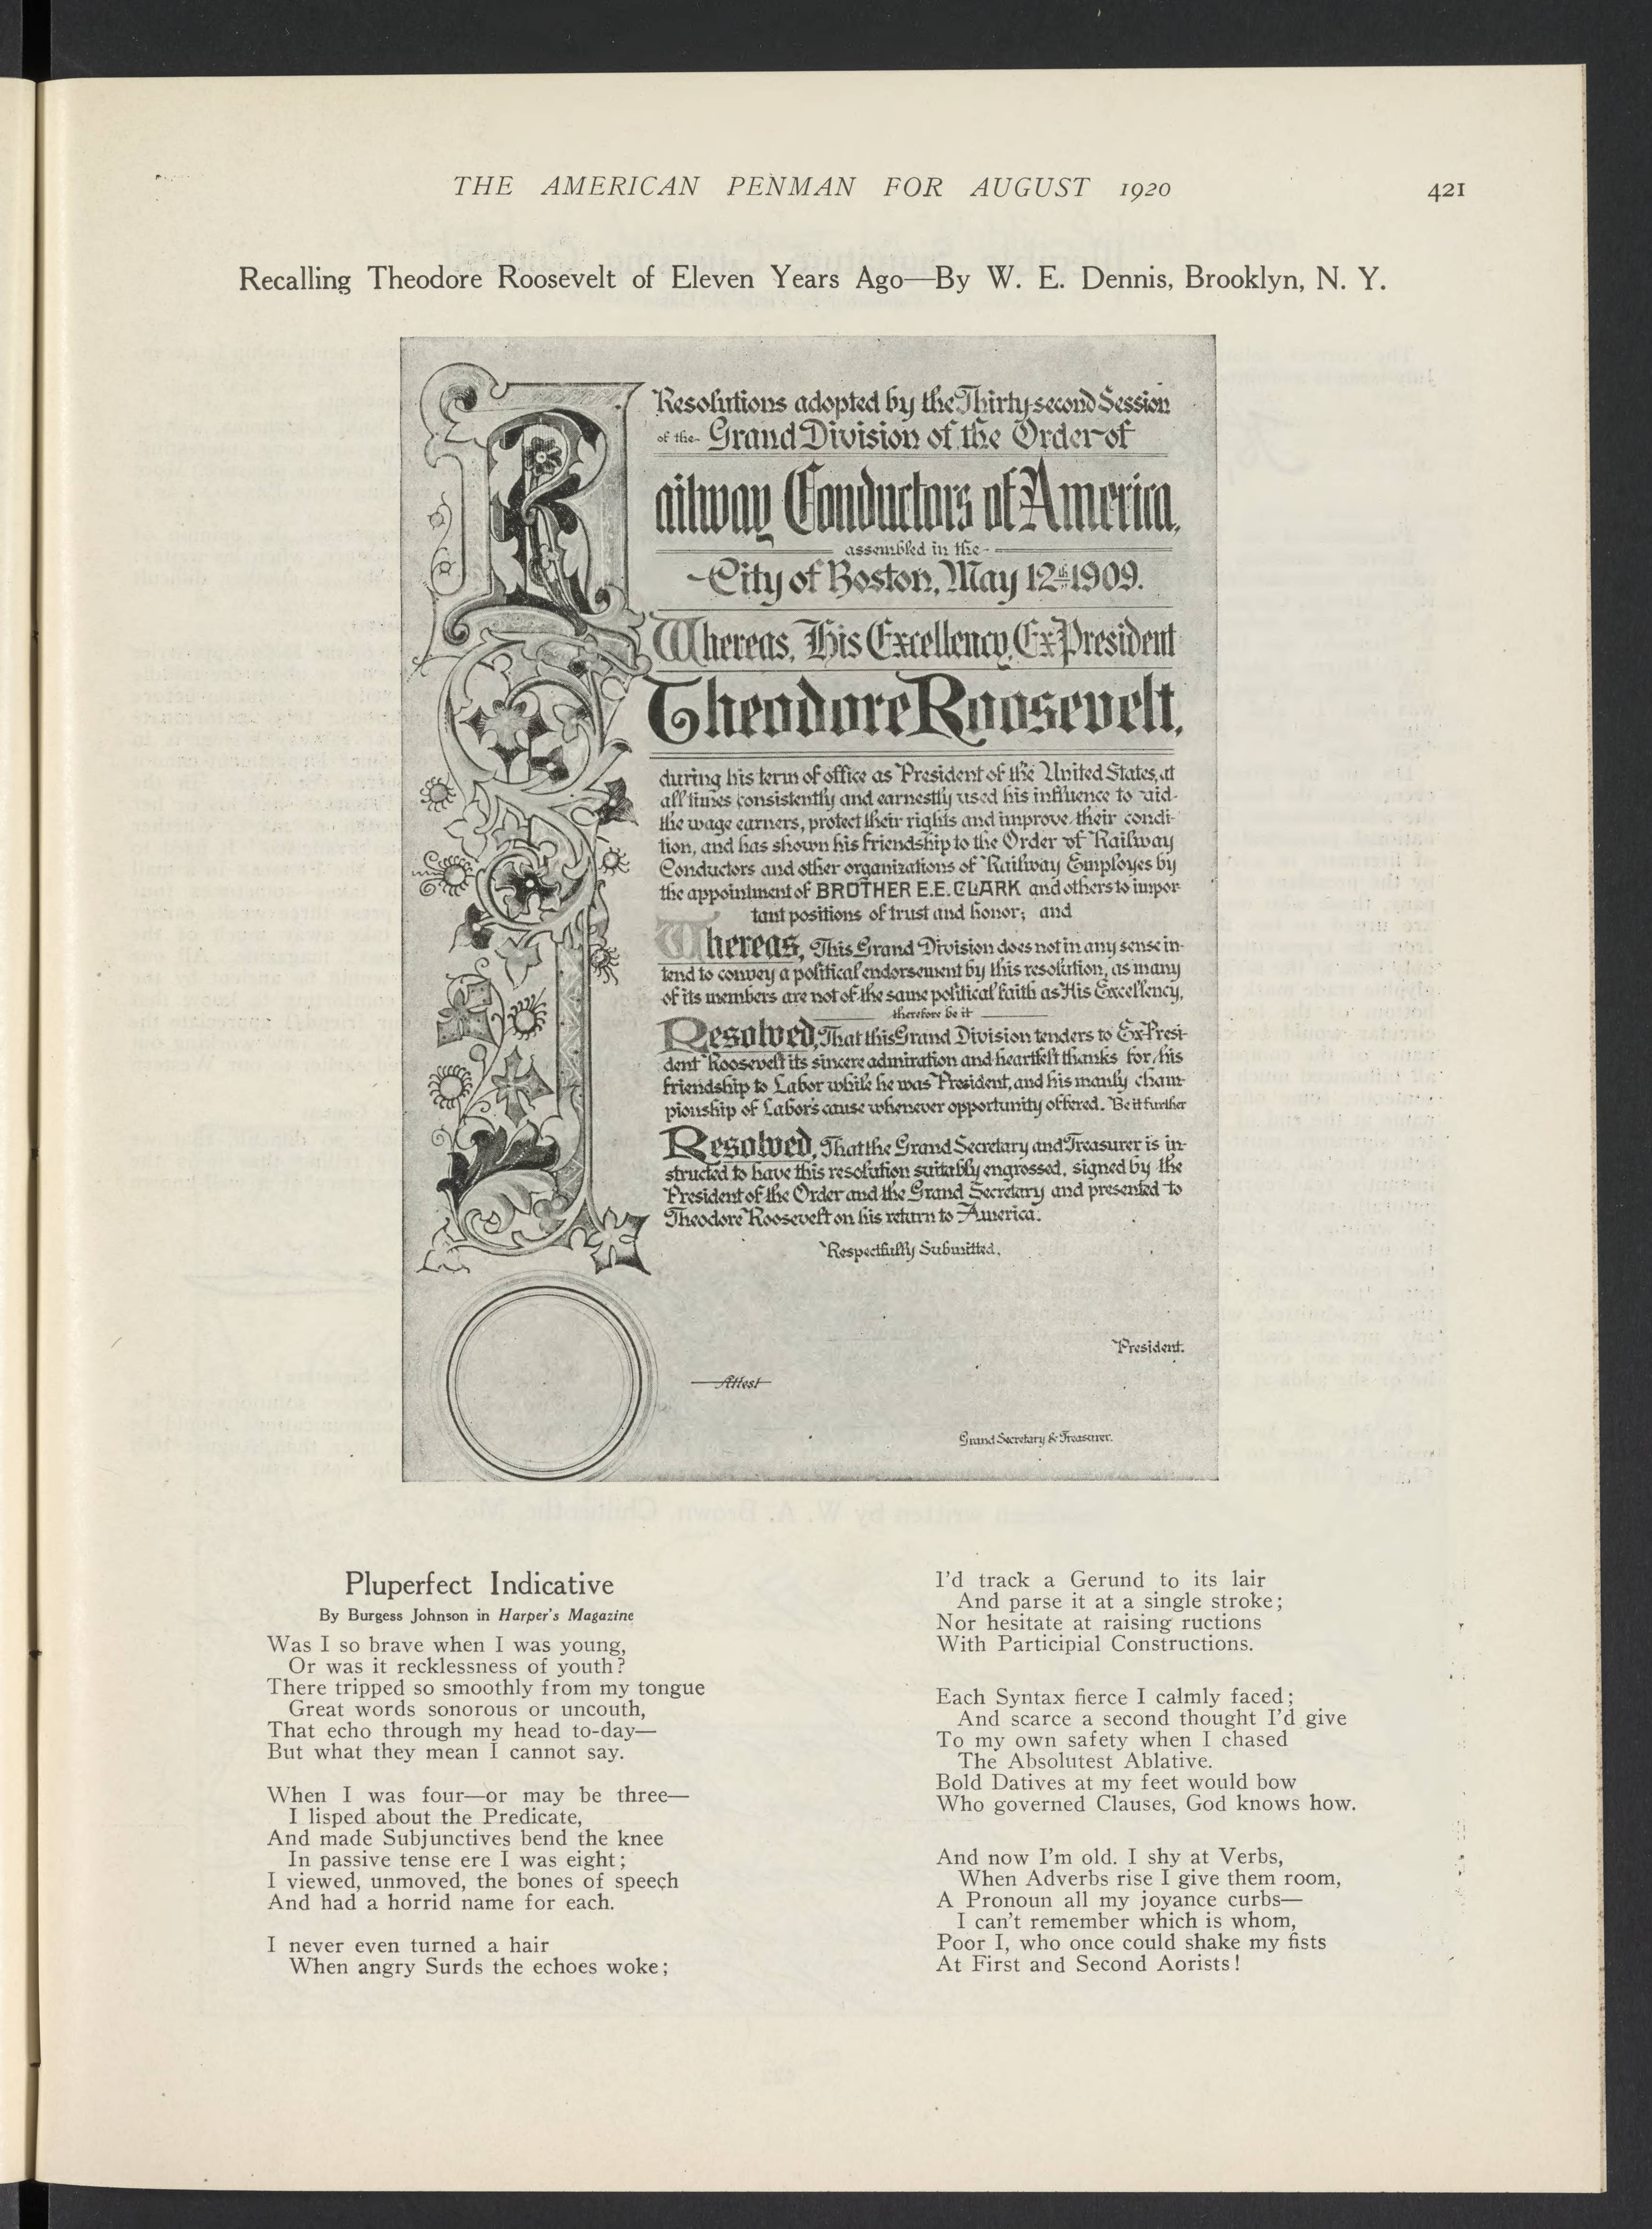 THE AMERICAN PENMAN FOR AUGUST 1920 421
Recalling Theodore Roosevelt of Eleven Years Ago—By W. E. Dennis, Brooklyn, N. Y.
Resolutions adopted by the Thirty-second Session
of the Grand Division of the Order of
Railway Conductors of America,
assembled in the
City of Boston, May 12th 1909.
Whereas, His Excellency, Ex President
Theodore Roosevelt,
during his term of office as President of the United States, at
all times consistently and earnestly used his influence to aid
the wage earners, protect their rights and improve their condi-
tion, and has shown his friendship to the Order of Railway
Conductors and other organizations of Railway Employes by
the appointment of BROTHER E.E. CLARK and others to impor-
tant positions of trust and honor; and
Whereas, This Grand Division does not in any sense in-
tend to convey a political endorsement by this resolution, as many
of its members are not of the same political faith as His Excellency,
therefore be it
Resolved, That this Grand Division tenders to Ex-Presi-
dent Roosevelt its sincere admiration and heartfelt thanks for his
friendship to Labor while he was President, and his manly cham-
pionship of Labor's cause whenever opportunity offered. Be it further
Resolved, That the Grand Secretary and Treasurer is in-
structed to have this resolution suitably engrossed, signed by the
President of the Order and the Grand Secretary and presented to
Theodore Roosevelt on his return to America.
Respectfully Submitted,
President.
Attest
Grand Secretary & Treasurer.
Pluperfect Indicative
By Burgess Johnson in Harper's Magazine
Was I so brave when I was young,
Or was it recklessness of youth?
There tripped so smoothly from my tongue
Great words sonorous or uncouth,
That echo through my head to-day—
But what they mean I cannot say.
When I was four—or may be three—
I lisped about the Predicate,
And made Subjunctives bend the knee
In passive tense ere I was eight;
I viewed, unmoved, the bones of speech
And had a horrid name for each.
I never even turned a hair
When angry Surds the echoes woke;
I'd track a Gerund to its lair
And parse it at a single stroke;
Nor hesitate at raising ructions
With Participial Constructions.
Each Syntax fierce I calmly faced;
And scarce a second thought I'd give
To my own safety when I chased
The Absolutest Ablative.
Bold Datives at my feet would bow
Who governed Clauses, God knows how.
And now I'm old. I shy at Verbs,
When Adverbs rise I give them room,
A Pronoun all my joyance curbs—
I can't remember which is whom,
Poor I, who once could shake my fists
At First and Second Aorists!